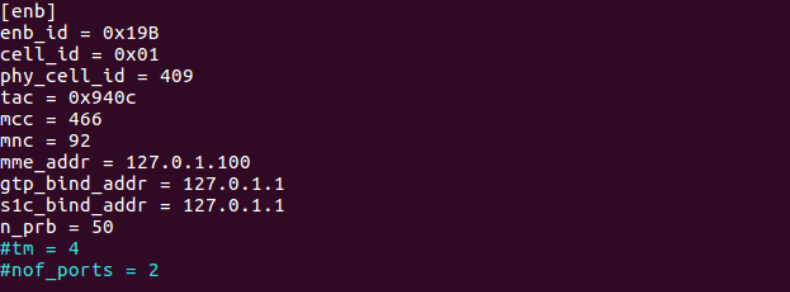 [enb]
enb_id = 0x19B
cell_id = 0x01
phy_cell_id = 409
tac = 0x940c
mcc = 466
mnc = 92
mme_addr = 127.0.1.100
gtp_bind_addr = 127.0.1.1
s1c_bind_addr = 127.0.1.1
n_prb = 50
#tm = 4
#nof_ports = 2